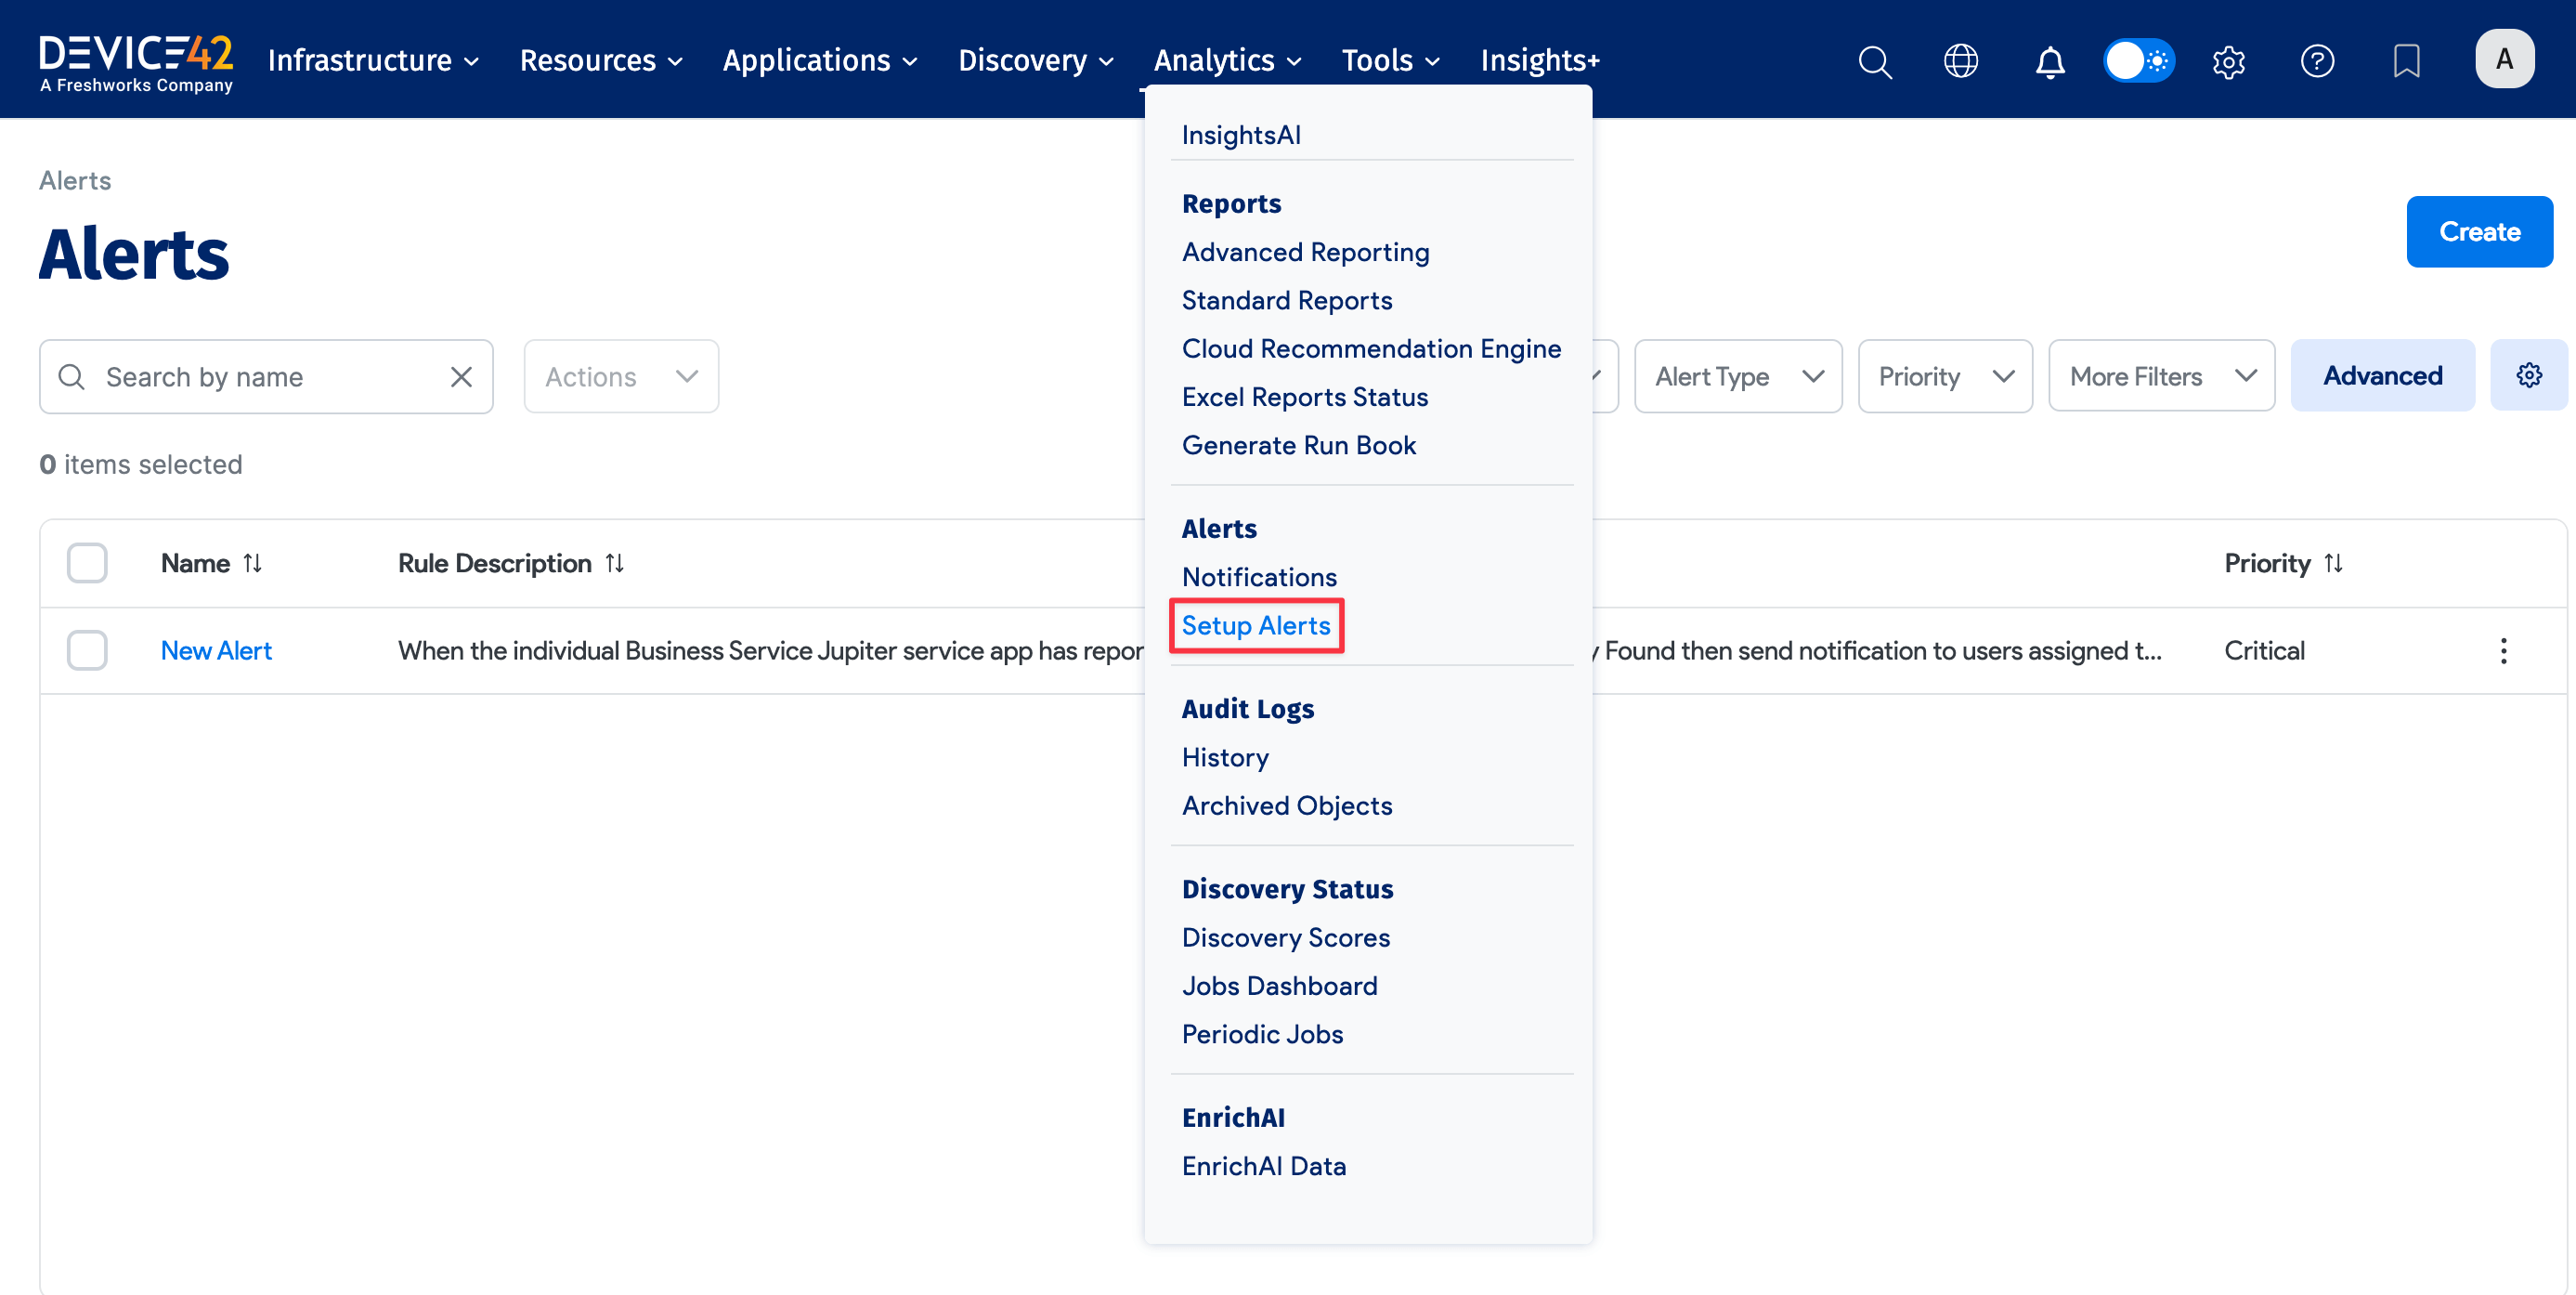 DEVICE42
A Freshworks Company
Infrastructure
Resources
Applications
Discovery
Analytics
Tools
Insights+
A
Alerts
Alerts
Create
Search by name
Actions
Alert Type
Priority
More Filters
Advanced
0 items selected
Name
Rule Description
Priority
New Alert
When the individual Business Service Jupiter service app has repor
Found then send notification to users assigned t...
Critical
InsightsAI
Reports
Advanced Reporting
Standard Reports
Cloud Recommendation Engine
Excel Reports Status
Generate Run Book
Alerts
Notifications
Setup Alerts
Audit Logs
History
Archived Objects
Discovery Status
Discovery Scores
Jobs Dashboard
Periodic Jobs
EnrichAI
EnrichAI Data